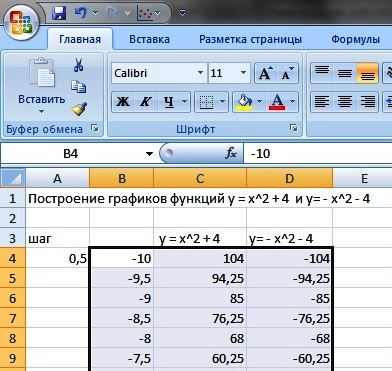 Главная Вставка Разметка страницы Формулы
Вставить
Calibri 11 A A
Ж К Ч A
Буфер обмена Шрифт
B4 fx -10
A B C D E
1 Построение графиков функций y = x^2 + 4 и y= - x^2 - 4
2
3 шаг y = x^2 + 4 y= - x^2 - 4
4 0,5 -10 104 -104
5 -9,5 94,25 -94,25
6 -9 85 -85
7 -8,5 76,25 -76,25
8 -8 68 -68
9 -7,5 60,25 -60,25